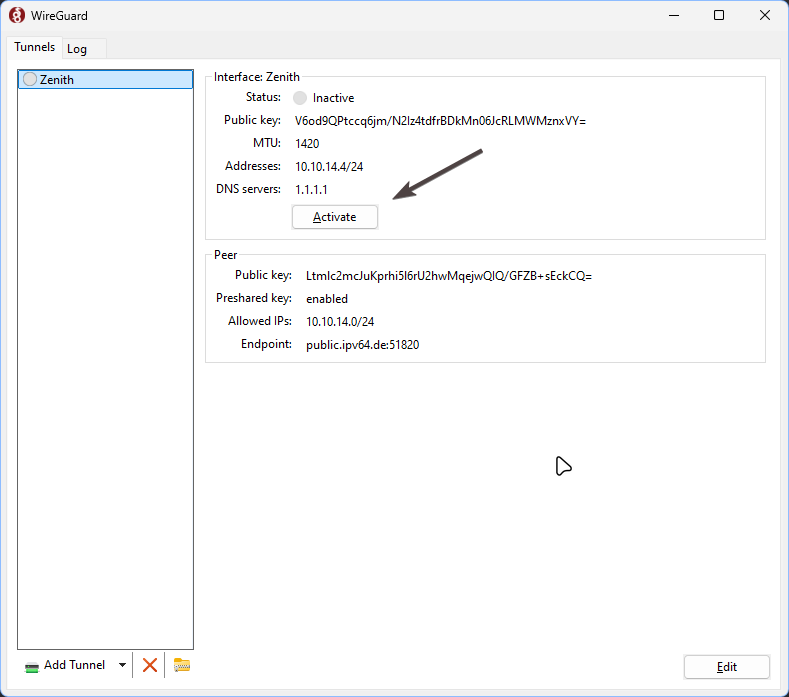 WireGuard
Tunnels Log
Zenith
Interface: Zenith
Status: Inactive
Public key: V6od9QPtccq6jm/N2lz4tdfrBDkMn06JcRLMWMznxVY=
MTU: 1420
Addresses: 10.10.14.4/24
DNS servers: 1.1.1.1
Activate
Peer
Public key: LtmIc2mcJuKprhi5I6rU2hwMqejwQlQ/GFZB+sEckCQ=
Preshared key: enabled
Allowed IPs: 10.10.14.0/24
Endpoint: public.ipv64.de:51820
Add Tunnel
Edit